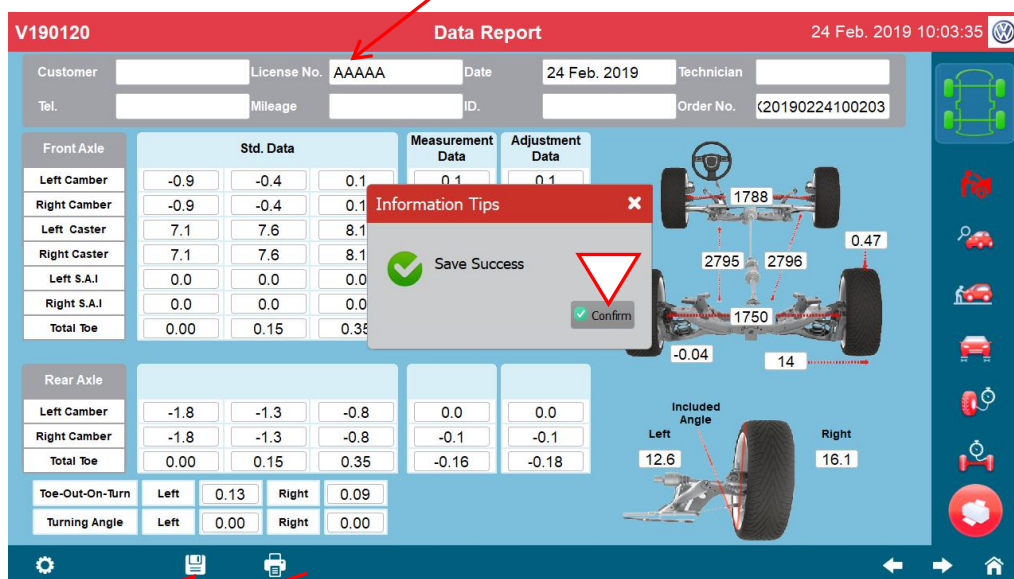 V190120 Data Report 24 Feb. 2019 10:03:35
Customer License No. AAAAA Date 24 Feb. 2019 Technician
Tel. Mileage ID. Order No. (20190224100203
Front Axle Std. Data Measurement Data Adjustment Data
Left Camber -0.9 -0.4 0.1 0.1 0.1
Right Camber -0.9 -0.4 0.1
Left Caster 7.1 7.6 8.1
Right Caster 7.1 7.6 8.1
Left S.A.I 0.0 0.0 0.0
Right S.A.I 0.0 0.0 0.0
Total Toe 0.00 0.15 0.35
Information Tips
Save Success
Confirm
1788
0.47
2795 2796
1750
-0.04 14
Rear Axle
Left Camber -1.8 -1.3 -0.8 0.0 0.0
Right Camber -1.8 -1.3 -0.8 -0.1 -0.1
Total Toe 0.00 0.15 0.35 -0.16 -0.18
Included
Angle
Left Right
12.6 16.1
Toe-Out-On-Turn Left 0.13 Right 0.09
Turning Angle Left 0.00 Right 0.00